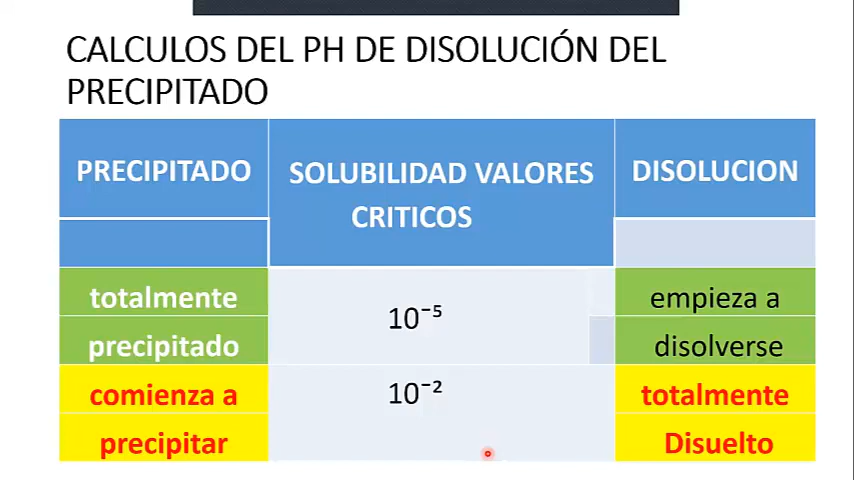 CALCULOS DEL PH DE DISOLUCIÓN DEL
PRECIPITADO
PRECIPITADO
SOLUBILIDAD VALORES
CRITICOS
DISOLUCION
totalmente
precipitado
10⁻⁵
empieza a
disolverse
comienza a
precipitar
10⁻²
totalmente
Disuelto